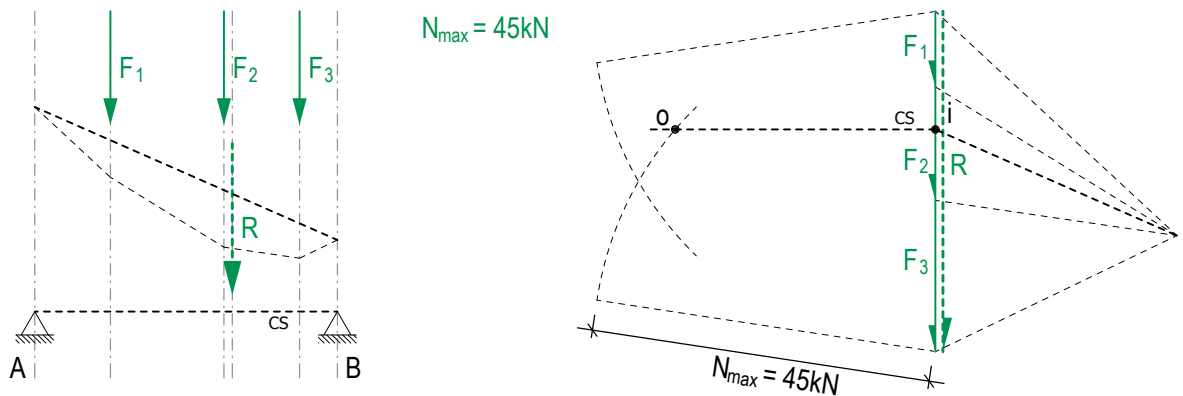 F1
F2
F3
R
CS
A
B
Nmax = 45kN
F1
o
CS
i
F2
R
F3
Nmax = 45kN